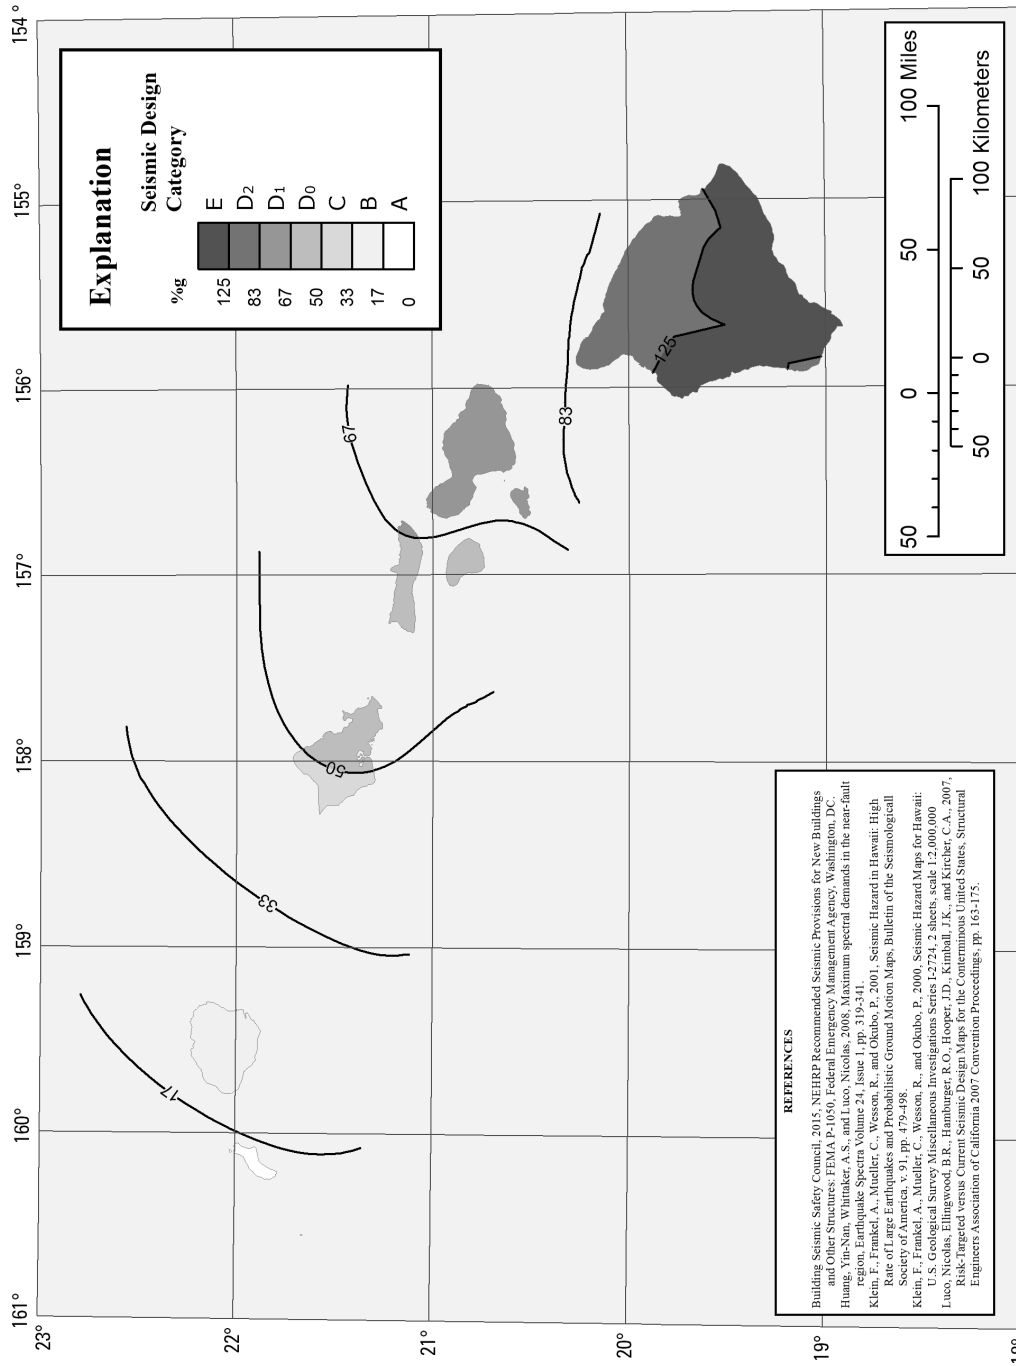 Explanation
Seismic Design
Category
%g
125 E
83 D2
67 D1
50 D0
33 C
17 B
0 A
161°
160°
159°
158°
157°
156°
155°
154°
23°
22°
21°
20°
19°
18°
17
33
50
67
83
125
50 0 50 100 Miles
50 0 50 100 Kilometers
REFERENCES
Building Seismic Safety Council, 2015, NEHRP Recommended Seismic Provisions for New Buildings
and Other Structures: FEMA P-1050, Federal Emergency Management Agency, Washington, DC.
Huang, Yin-Nan, Whittaker, A.S., and Luco, Nicolas, 2008, Maximum spectral demands in the near-fault
region, Earthquake Spectra Volume 24, Issue 1, pp. 319-341.
Klein, F., Frankel, A., Mueller, C., Wesson, R., and Okubo, P., 2001, Seismic Hazard in Hawaii: High
Rate of Large Earthquakes and Probabilistic Ground Motion Maps, Bulletin of the Seismologicall
Society of America, v. 91, pp. 479-498.
Klein, F., Frankel, A., Mueller, C., Wesson, R., and Okubo, P., 2000, Seismic Hazard Maps for Hawaii:
U.S. Geological Survey Miscellaneous Investigations Series I-2724, 2 sheets, scale 1:2,000,000
Luco, Nicolas, Ellingwood, B.R., Hamburger, R.O., Hooper, J.D., Kimball, J.K., and Kircher, C.A., 2007,
Risk-Targeted versus Current Seismic Design Maps for the Conterminous United States, Structural
Engineers Association of California 2007 Convention Proceedings, pp. 163-175.